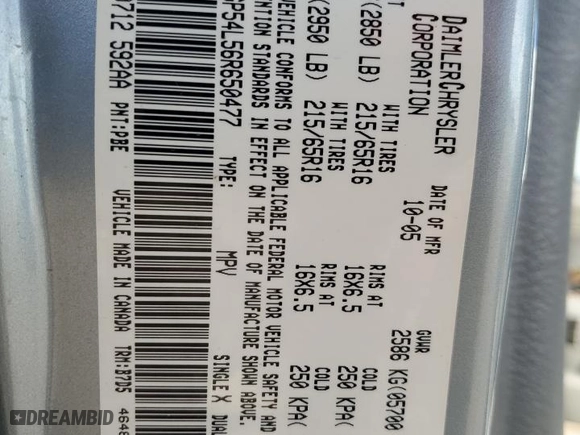 DAIMLERCHRYSLER
CORPORATION
DATE OF MFR
GVWR
10-05
2586 KG(05700
WITH TIRES
RIMS AT
COLD
(2850 LB) 215/65R16
16X6.5
250 KPA(
WITH TIRES
RIMS AT
COLD
(2950 LB) 215/65R16
16X6.5
250 KPA(
VEHICLE CONFORMS TO ALL APPLICABLE FEDERAL MOTOR VEHICLE SAFETY AND
STANDARDS IN EFFECT ON THE DATE OF MANUFACTURE SHOWN ABOVE.
P54L56R650477
TYPE:
MPV
SINGLE X
DUAL
712 592AA
PNT:PBE
VEHICLE MADE IN CANADA
TRM:B7D5
4648
DREAMBID